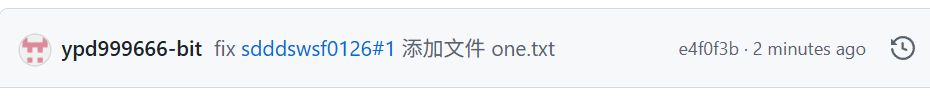 ypd999666-bit fix sdddswsf0126#1 添加文件 one.txt e4f0f3b · 2 minutes ago